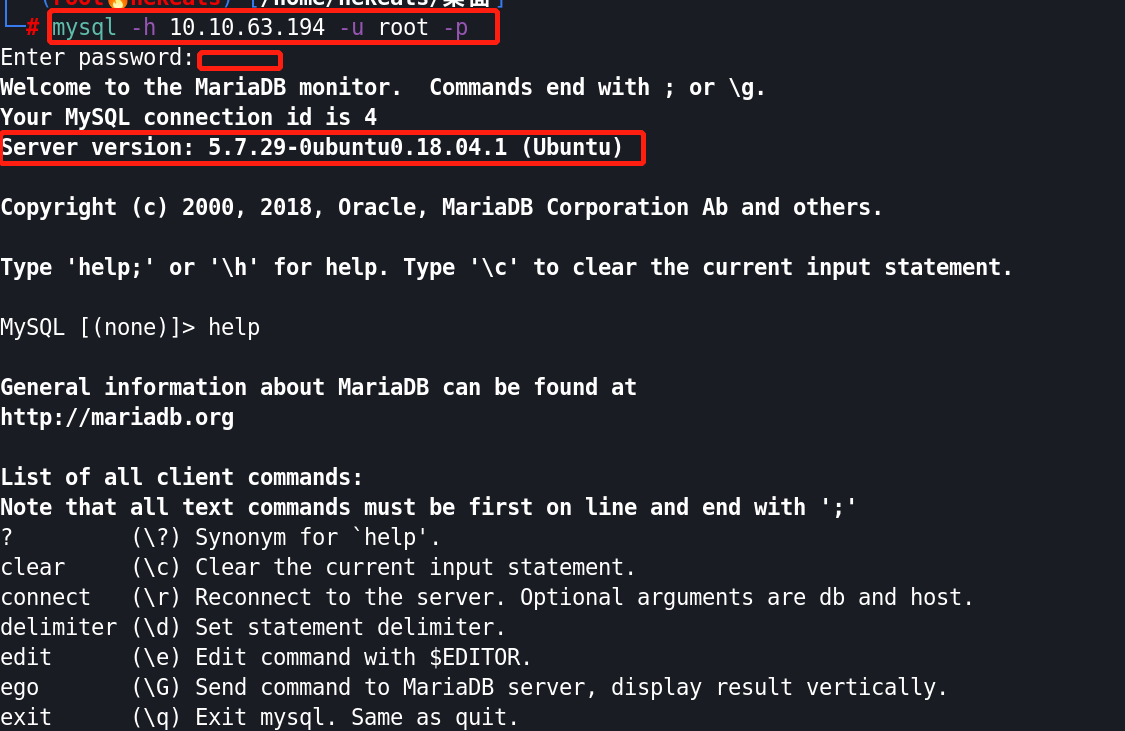 # mysql -h 10.10.63.194 -u root -p
Enter password:
Welcome to the MariaDB monitor.  Commands end with ; or \g.
Your MySQL connection id is 4
Server version: 5.7.29-0ubuntu0.18.04.1 (Ubuntu)
Copyright (c) 2000, 2018, Oracle, MariaDB Corporation Ab and others.
Type 'help;' or '\h' for help. Type '\c' to clear the current input statement.
MySQL [(none)]> help
General information about MariaDB can be found at
http://mariadb.org
List of all client commands:
Note that all text commands must be first on line and end with ';'
?         (\?) Synonym for `help'.
clear     (\c) Clear the current input statement.
connect   (\r) Reconnect to the server. Optional arguments are db and host.
delimiter (\d) Set statement delimiter.
edit      (\e) Edit command with $EDITOR.
ego       (\G) Send command to MariaDB server, display result vertically.
exit      (\q) Exit mysql. Same as quit.